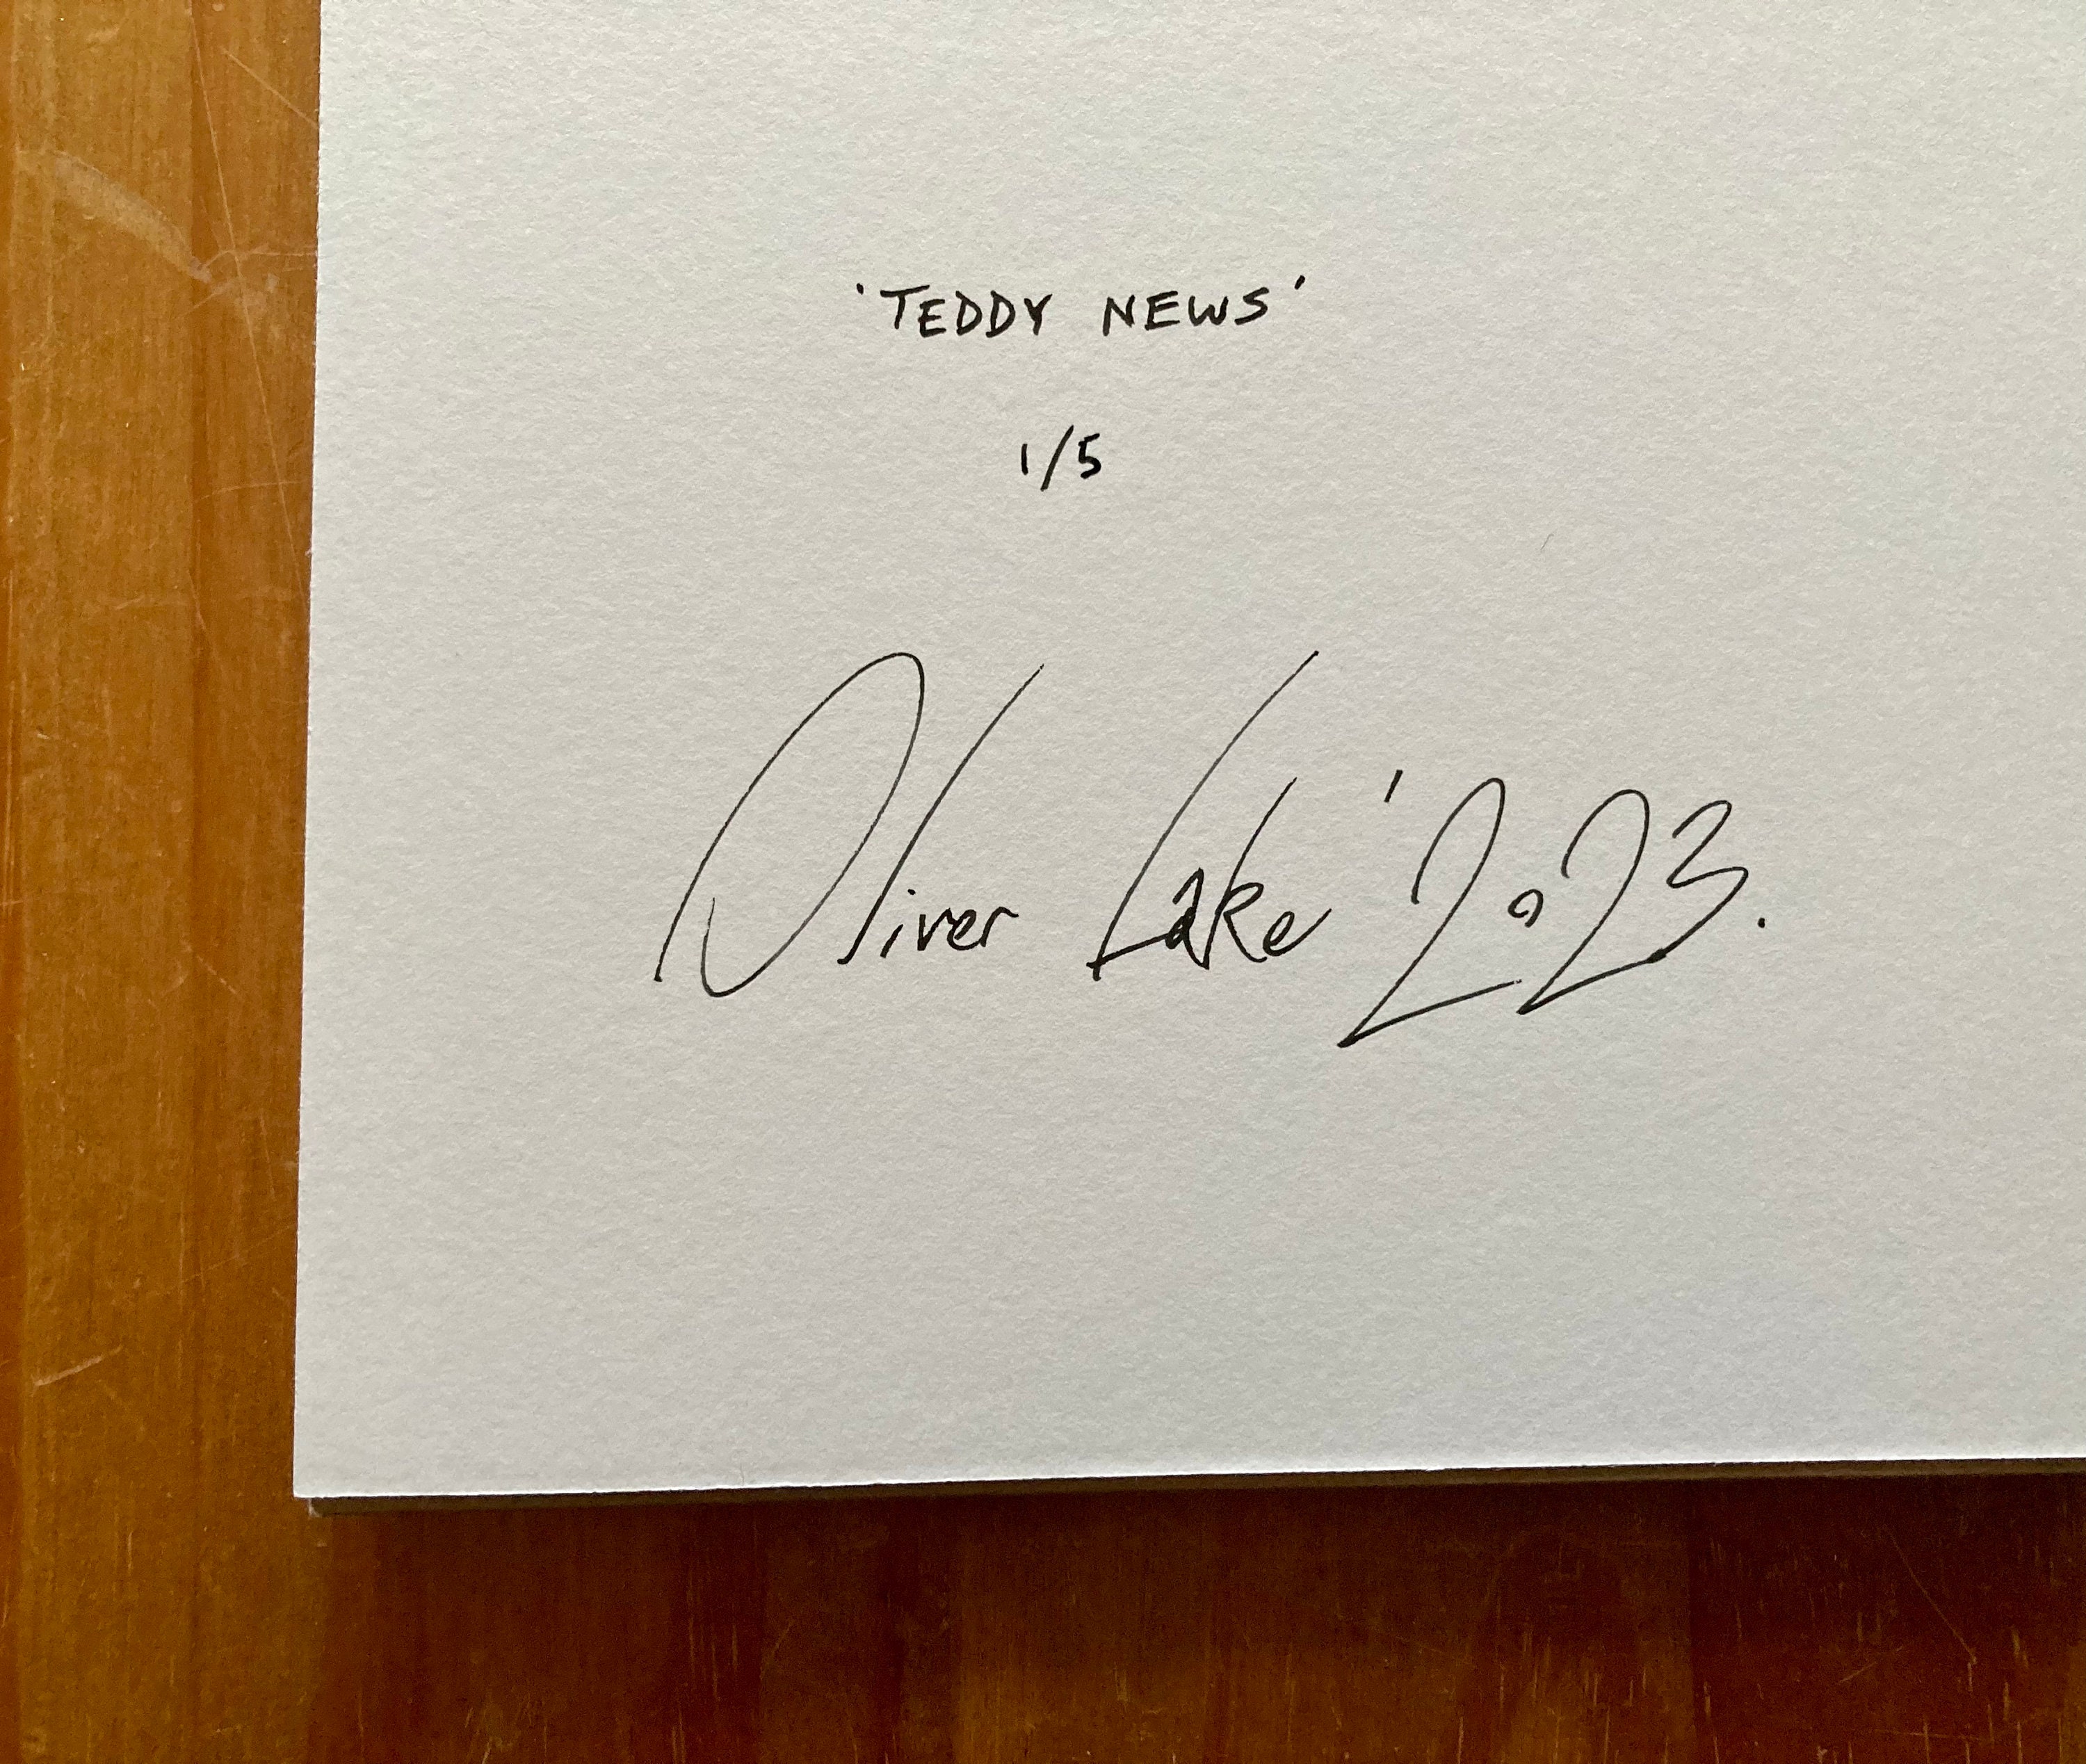 'TEDDY NEWS'
1/5
Oliver Lake '2023.